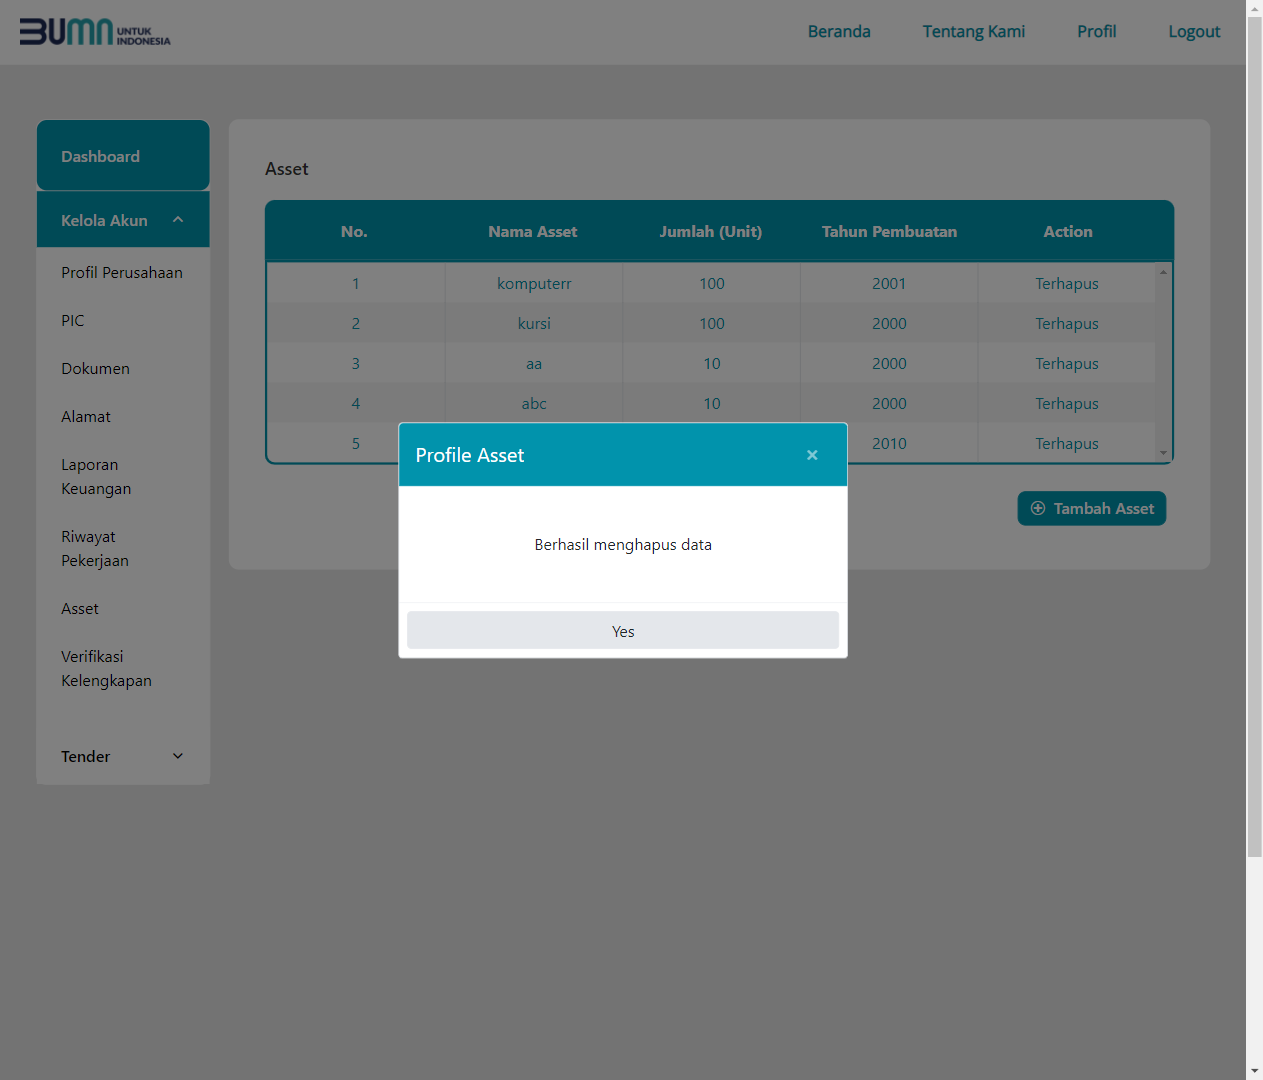 BUMN UNTUK INDONESIA
Beranda Tentang Kami Profil Logout
Dashboard
Kelola Akun
Profil Perusahaan
PIC
Dokumen
Alamat
Laporan
Keuangan
Riwayat
Pekerjaan
Asset
Verifikasi
Kelengkapan
Tender
Asset
No. Nama Asset Jumlah (Unit) Tahun Pembuatan Action
1 komputerr 100 2001 Terhapus
2 kursi 100 2000 Terhapus
3 aa 10 2000 Terhapus
4 abc 10 2000 Terhapus
5 2010 Terhapus
Tambah Asset
Profile Asset ×
Berhasil menghapus data
Yes